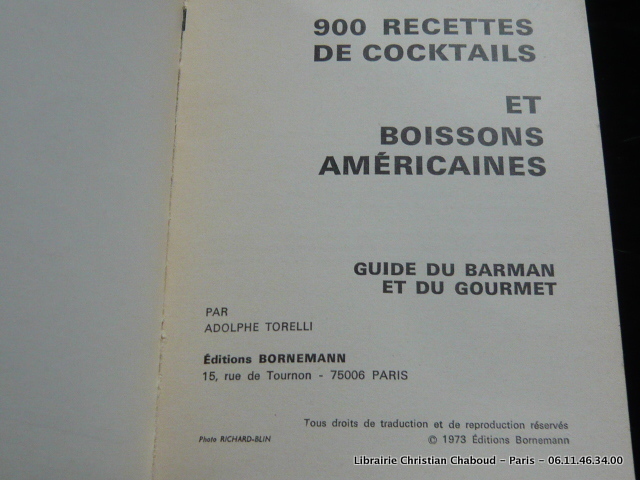 900 RECETTES
DE COCKTAILS
ET
BOISSONS
AMÉRICAINES
GUIDE DU BARMAN
ET DU GOURMET
PAR
ADOLPHE TORELLI
Éditions BORNEMANN
15, rue de Tournon - 75006 PARIS
Tous droits de traduction et de reproduction réservés
Photo RICHARD-BLIN
© 1973 Éditions Bornemann
Librairie Christian Chaboud - Paris - 06.11.46.34.00